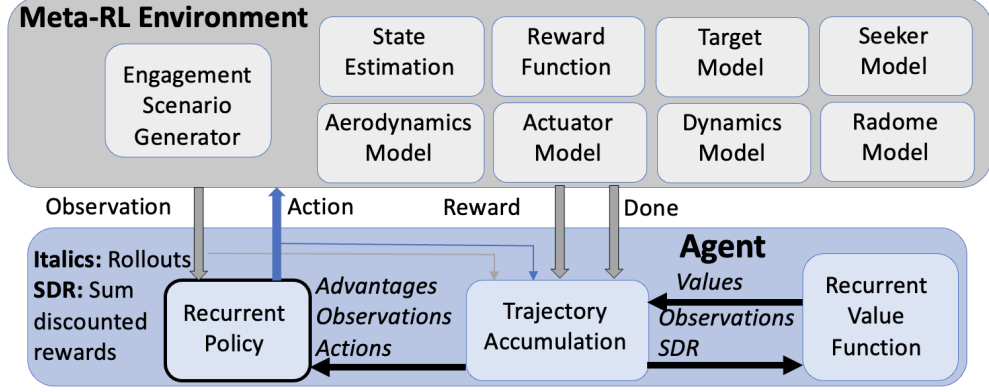 Meta-RL Environment
Engagement
Scenario
Generator
State
Estimation
Reward
Function
Target
Model
Seeker
Model
Aerodynamics
Model
Actuator
Model
Dynamics
Model
Radome
Model
Observation
Action
Reward
Done
Agent
Italics: Rollouts
SDR: Sum
discounted
rewards
Recurrent
Policy
Advantages
Observations
Actions
Trajectory
Accumulation
Values
Observations
SDR
Recurrent
Value
Function